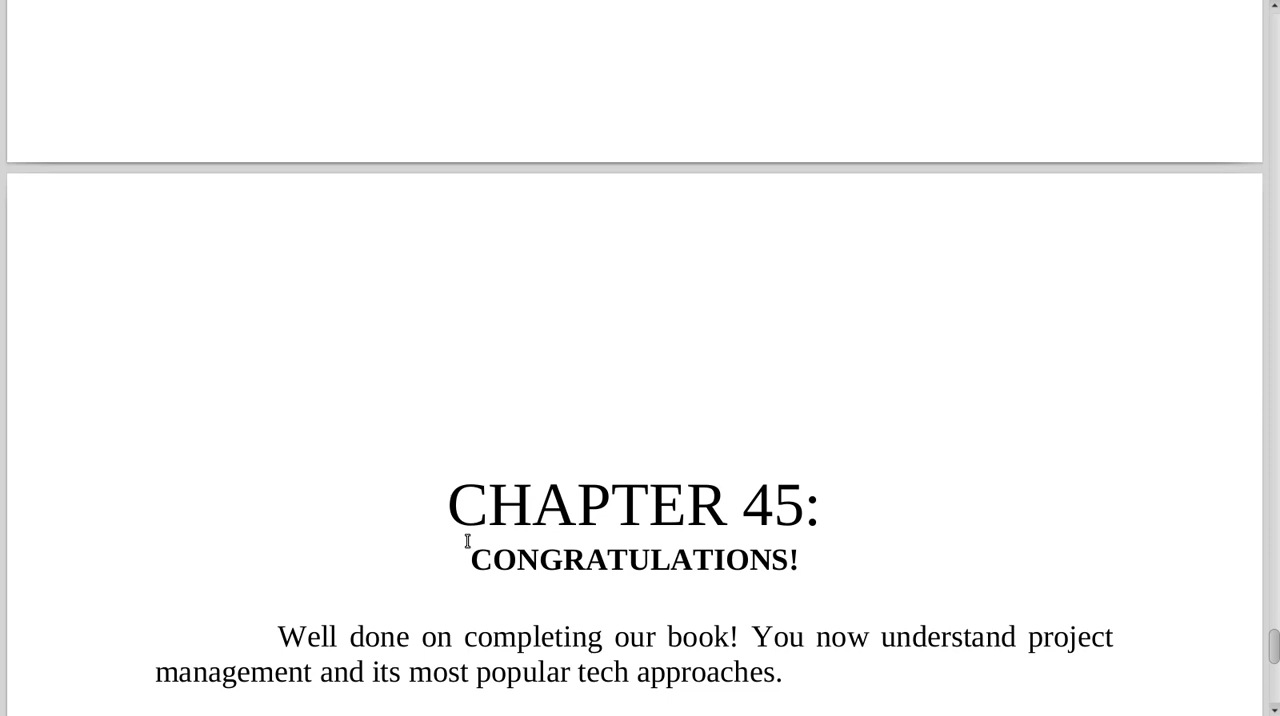 CHAPTER 45:
CONGRATULATIONS!
Well done on completing our book! You now understand project
management and its most popular tech approaches.